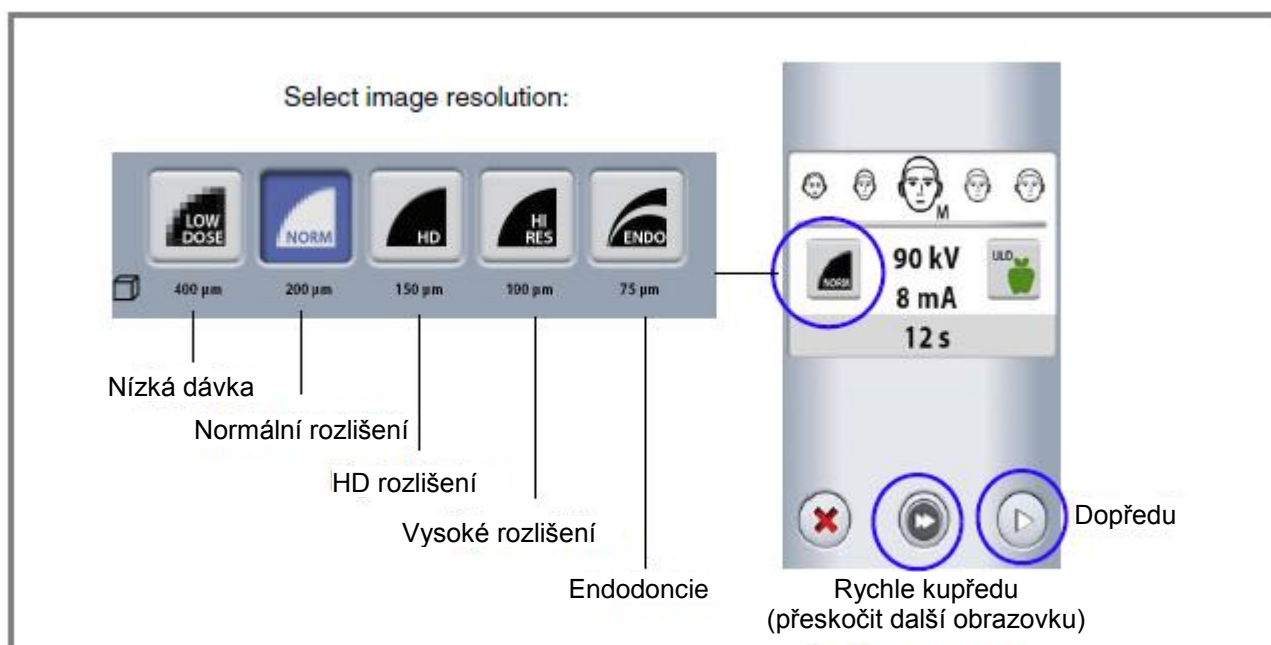 Select image resolution:
LOW
DOSE
NORM
HD
HI
RES
ENDO
400 µm
200 µm
150 µm
100 µm
75 µm
Nízká dávka
Normální rozlišení
HD rozlišení
Vysoké rozlišení
Endodoncie
M
NORM
90 kV
ULD
8 mA
12 s
Dopředu
Rychle kupředu
(přeskočit další obrazovku)